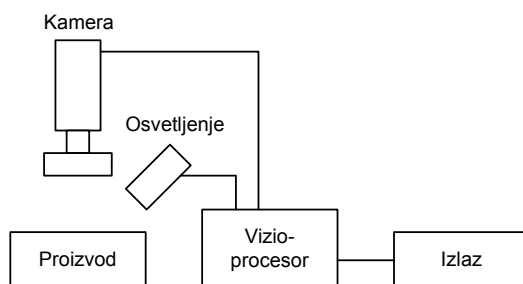 Kamera
Osvetljenje
Proizvod
Vizio-
procesor
Izlaz